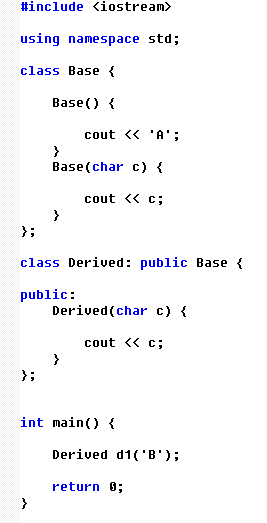 #include <iostream>
using namespace std;
class Base {
Base() {
cout << 'A';
}
Base(char c) {
cout << c;
}
};
class Derived: public Base {
public:
Derived(char c) {
cout << c;
}
};
int main() {
Derived d1('B');
return 0;
}